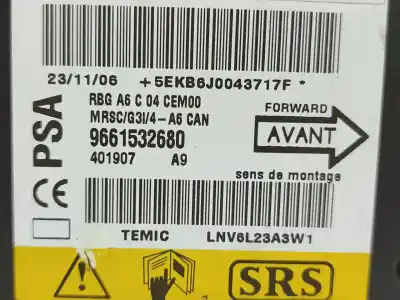 23/11/06 +5EKB6J0043717F *
PSA
RBG A6 C 04 CEM00
MRSC/G3I/4-A6 CAN
9661532680
401907 A9
FORWARD
AVANT
sens de montage
CE
TEMIC LNV6L23A3W1
SRS